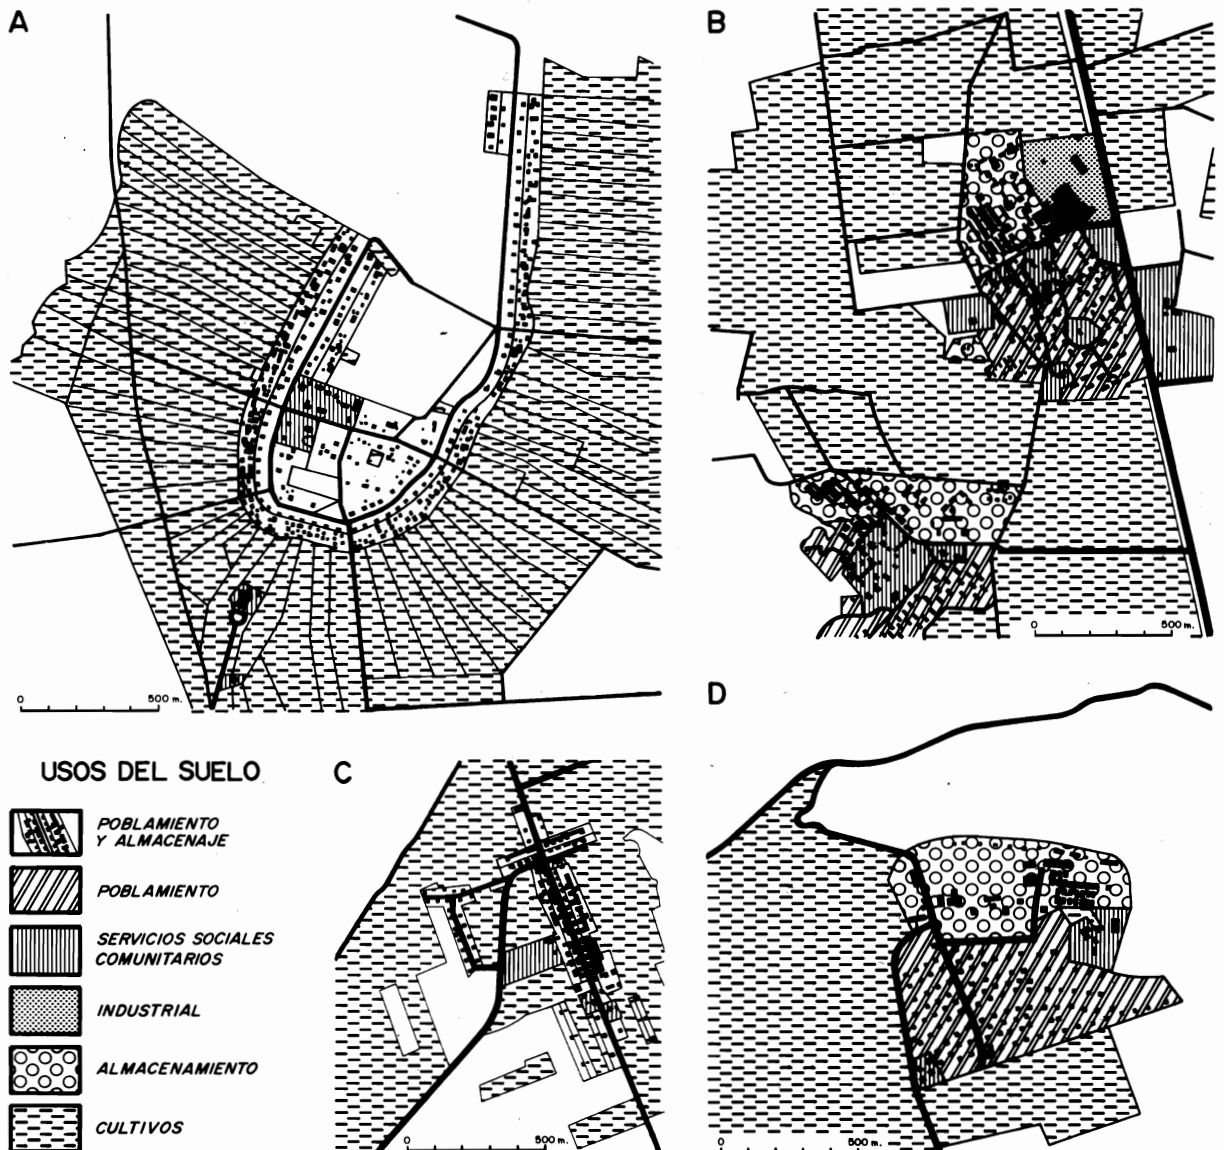 A
B
0 500 m.
0 500 m.
USOS DEL SUELO
POBLAMIENTO
Y ALMACENAJE
POBLAMIENTO
SERVICIOS SOCIALES
COMUNITARIOS
INDUSTRIAL
ALMACENAMIENTO
CULTIVOS
C
0 500 m.
D
0 500 m.